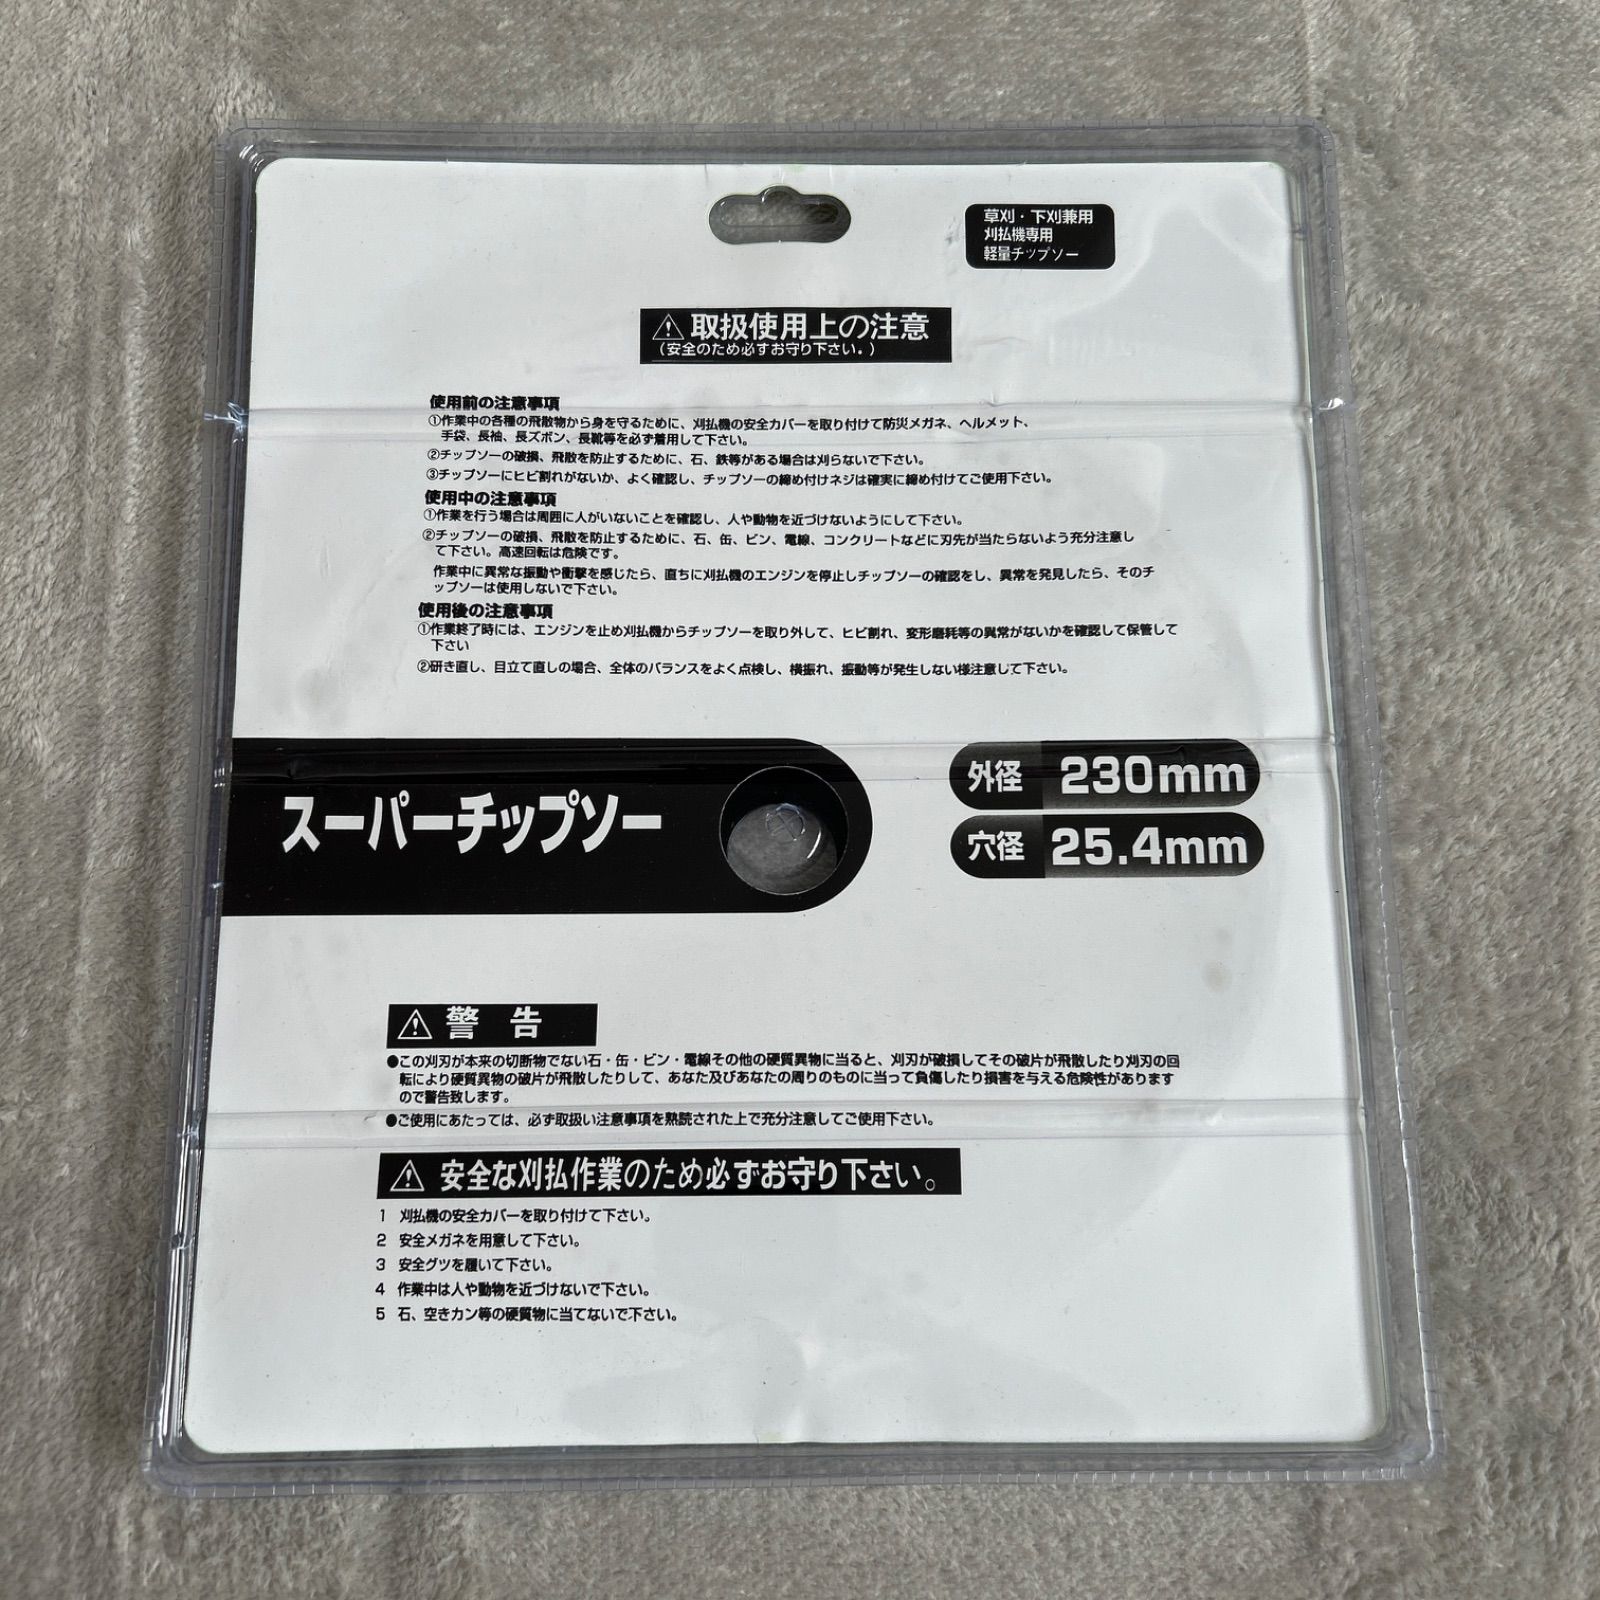 草刈・下刈兼用
刈払機専用
軽量チップソー
取扱使用上の注意
(安全のため必ずお守り下さい。)
使用前の注意事項
①作業中の各種の飛散物から身を守るために、刈払機の安全カバーを取り付けて防災メガネ、ヘルメット、
手袋、長袖、長ズボン、長靴等を必ず着用して下さい。
②チップソーの破損、飛散を防止するために、石、鉄等がある場合は刈らないで下さい。
③チップソーにヒビ割れがないか、よく確認し、チップソーの締め付けネジは確実に締め付けてご使用下さい。
使用中の注意事項
①作業を行う場合は周囲に人がいないことを確認し、人や動物を近づけないようにして下さい。
②チップソーの破損、飛散を防止するために、石、缶、ビン、電線、コンクリートなどに刃先が当たらないよう充分注意し
て下さい。高速回転は危険です。
作業中に異常な振動や衝撃を感じたら、直ちに刈払機のエンジンを停止しチップソーの確認をし、異常を発見したら、そのチ
ップソーは使用しないで下さい。
使用後の注意事項
①作業終了時には、エンジンを止め刈払機からチップソーを取り外して、ヒビ割れ、変形磨耗等の異常がないかを確認して保管して
下さい
②研き直し、目立て直しの場合、全体のバランスをよく点検し、横振れ、振動等が発生しない様注意して下さい。
スーパーチップソー
外径 230mm
穴径 25.4mm
警告
●この刈刃が本来の切断物でない石・缶・ビン・電線その他の硬質異物に当ると、刈刃が破損してその破片が飛散したり刈刃の回
転により硬質異物の破片が飛散したりして、あなた及びあなたの周りのものに当って負傷したり損害を与える危険性があります
ので警告致します。
●ご使用にあたっては、必ず取扱い注意事項を熟読された上で充分注意してご使用下さい。
安全な刈払作業のため必ずお守り下さい。
1 刈払機の安全カバーを取り付けて下さい。
2 安全メガネを用意して下さい。
3 安全グツを履いて下さい。
4 作業中は人や動物を近づけないで下さい。
5 石、空きカン等の硬質物に当てないで下さい。